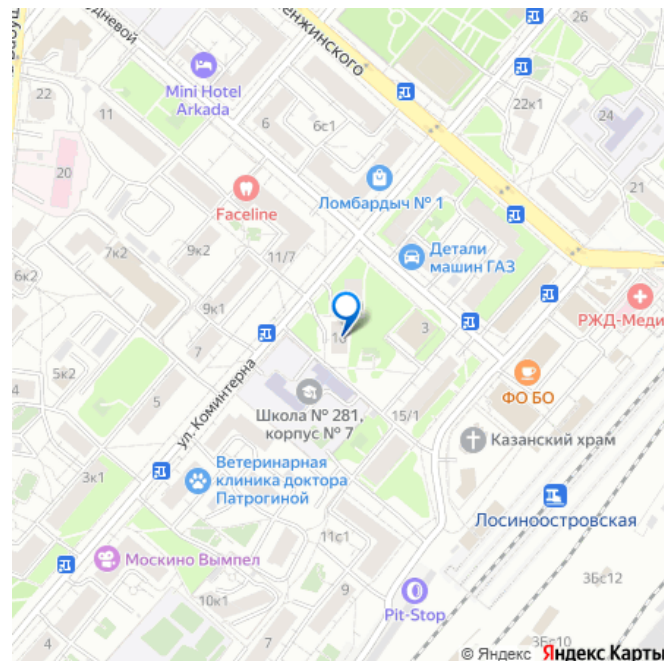 26
22
11
Mini Hotel
Arkada
6
6с1
22к1
24
20
21
Faceline
Ломбардыч № 1
7к2
9к2
11/7
Детали
машин ГАЗ
6к2
9к1
РЖД-Меди
7
3
5к2
5
ул. Коминтерна
ФО БО
Школа № 281,
корпус № 7
15/1
Казанский храм
3к1
Ветеринарная
клиника доктора
Патрогиной
Лосиноостровская
11с1
Москино Вымпел
9
3Бс12
10к1
Pit-Stop
4
7
3Бс10
© Яндекс Яндекс Карты